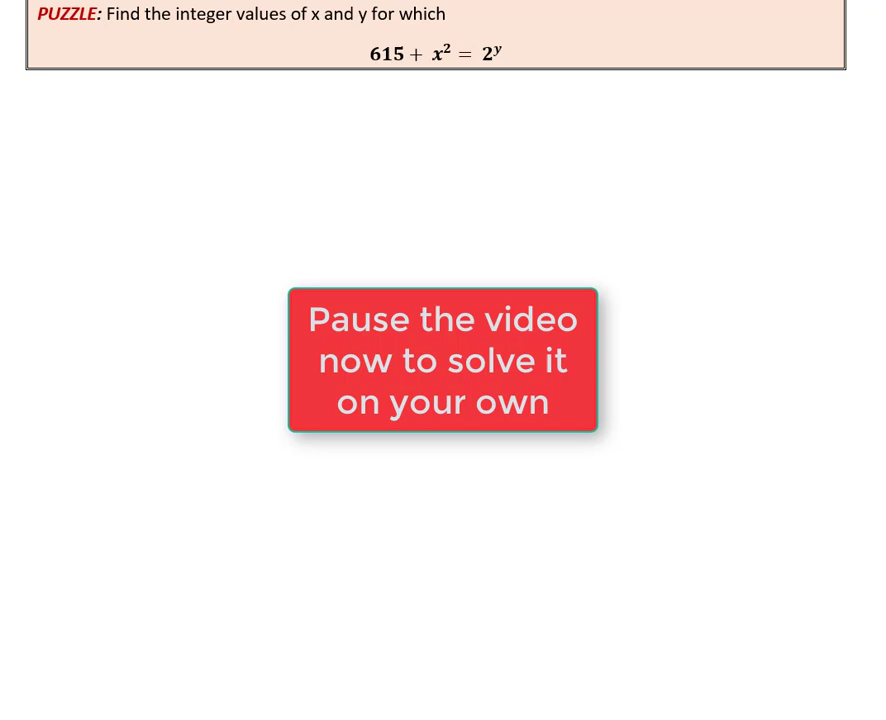 PUZZLE: Find the integer values of x and y for which
615 + x² = 2ʸ
Pause the video
now to solve it
on your own